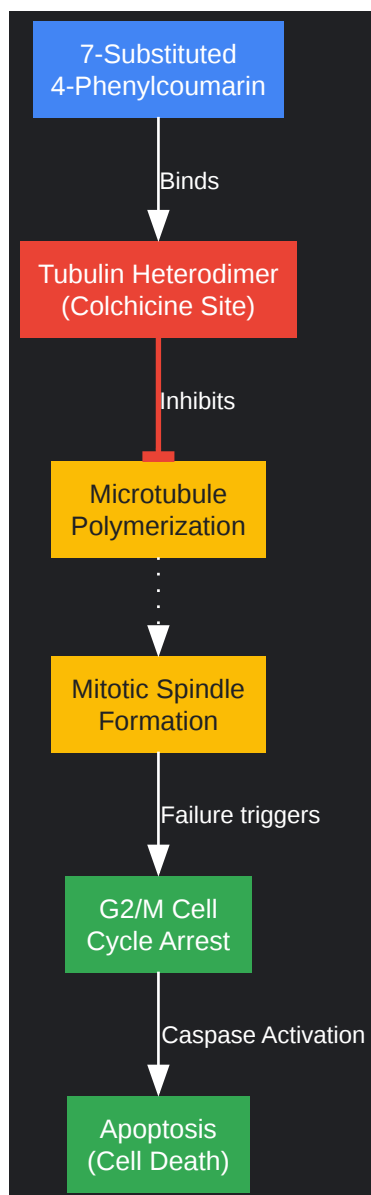 7-Substituted
4-Phenylcoumarin
Binds
Tubulin Heterodimer
(Colchicine Site)
Inhibits
Microtubule
Polymerization
Mitotic Spindle
Formation
Failure triggers
G2/M Cell
Cycle Arrest
Caspase Activation
Apoptosis
(Cell Death)